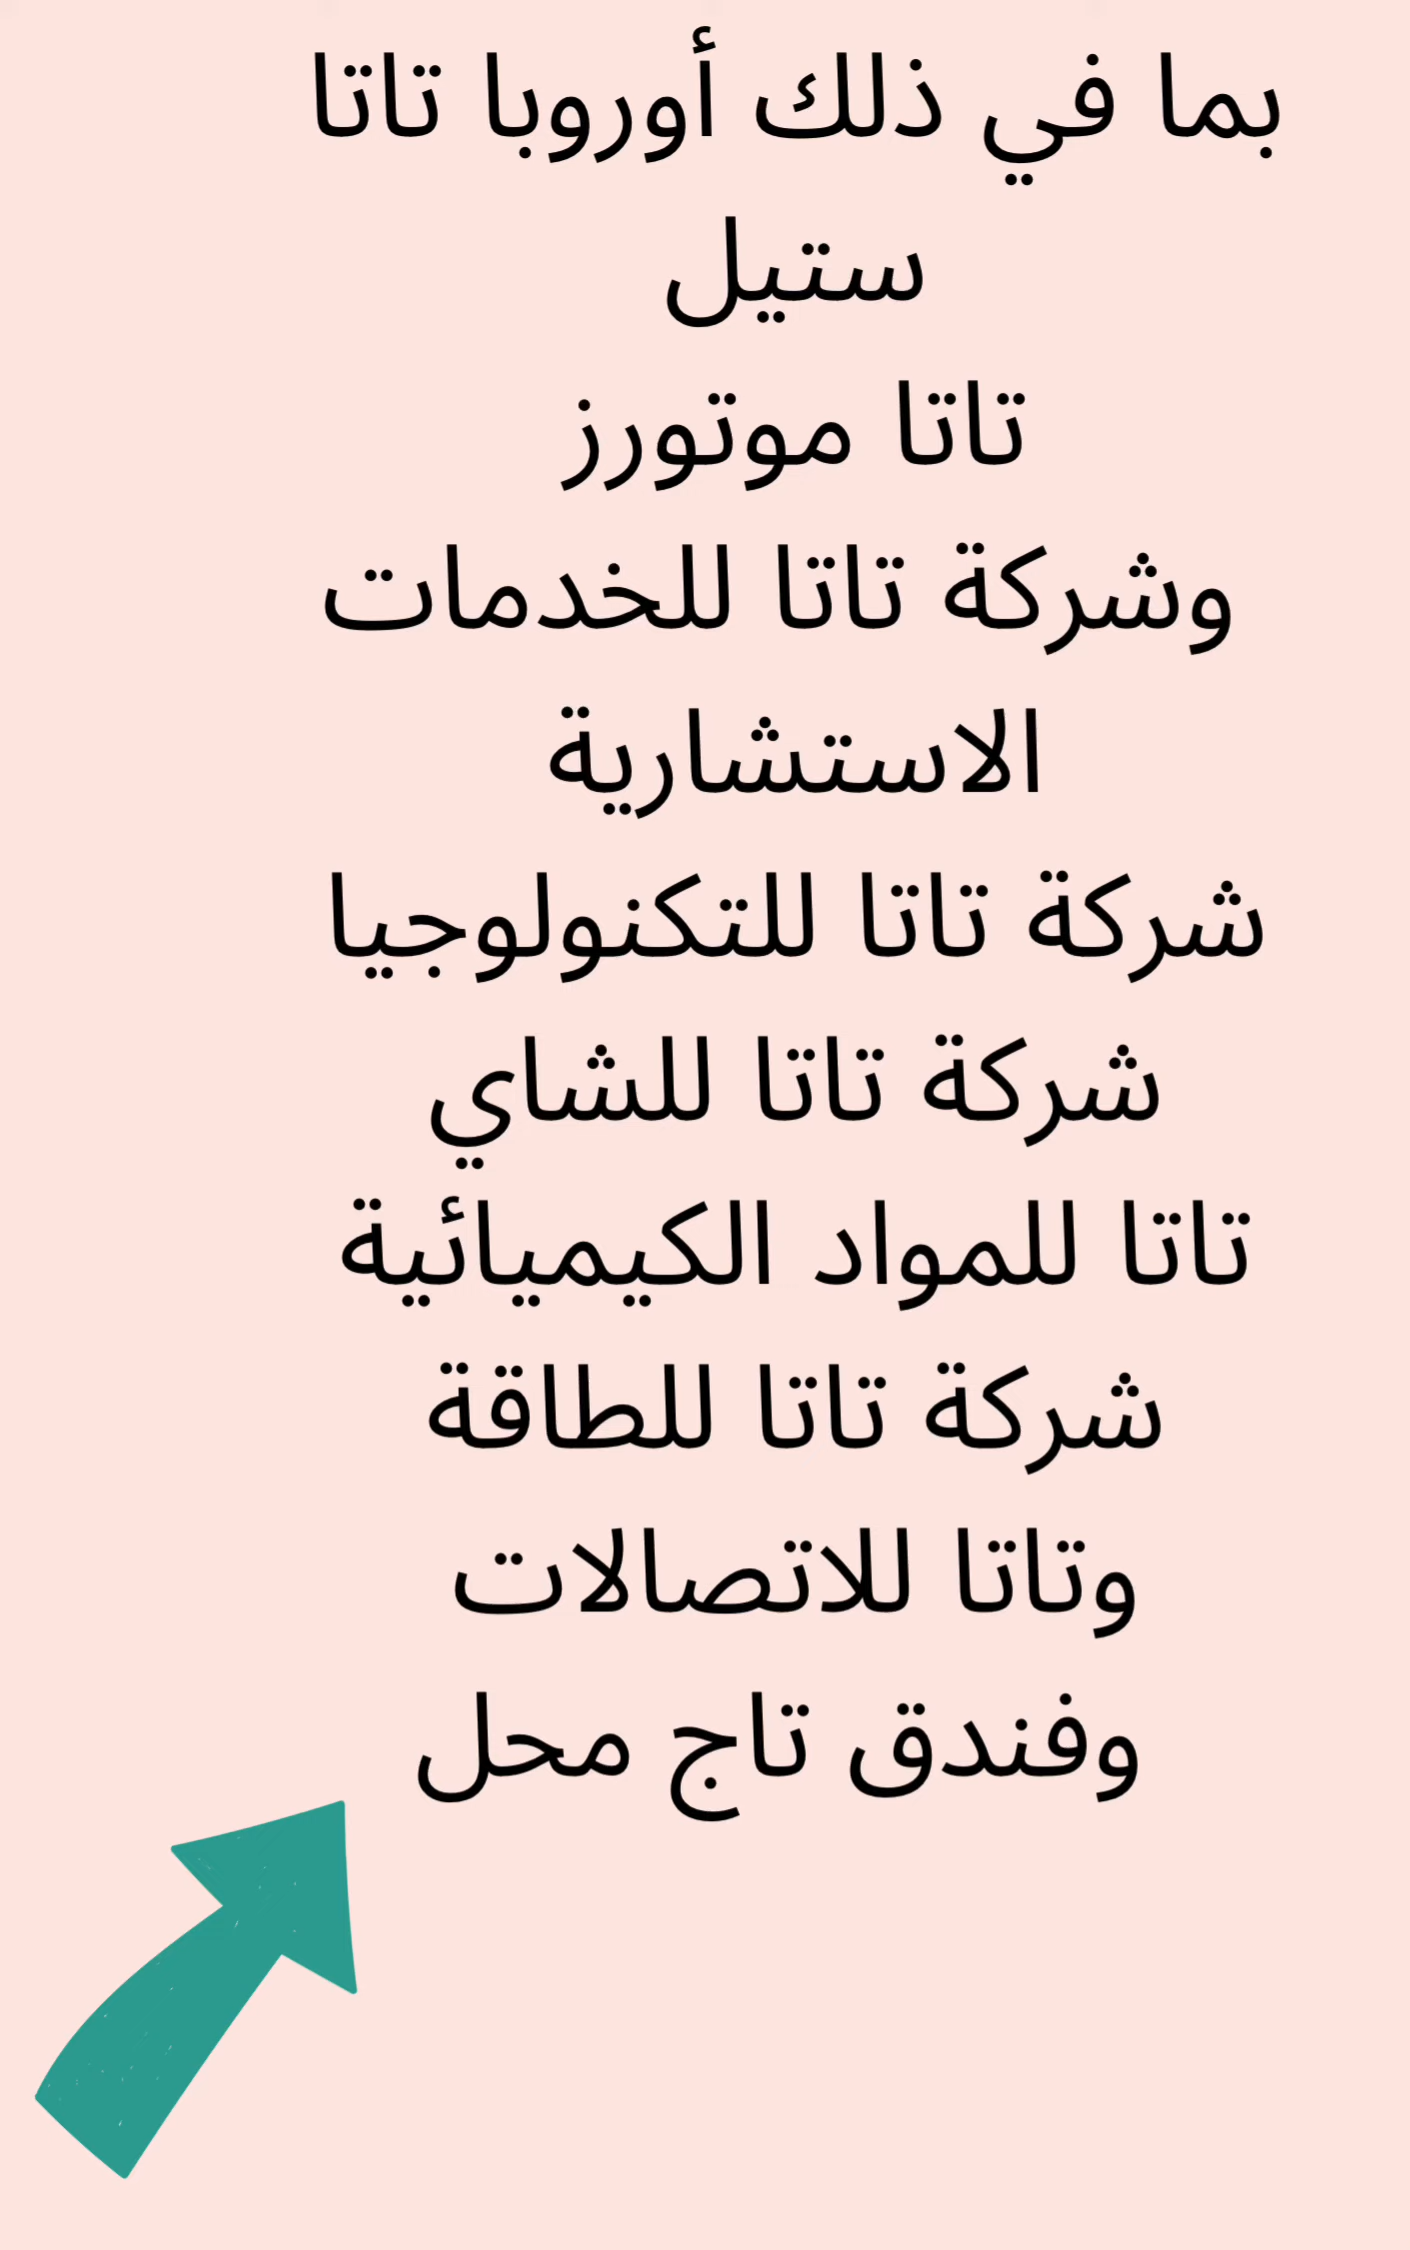 بما في ذلك أوروبا تاتا
ستيل
تاتا موتورز
وشركة تاتا للخدمات
الاستشارية
شركة تاتا للتكنولوجيا
شركة تاتا للشاي
تاتا للمواد الكيميائية
شركة تاتا للطاقة
وتاتا للاتصالات
وفندق تاج محل